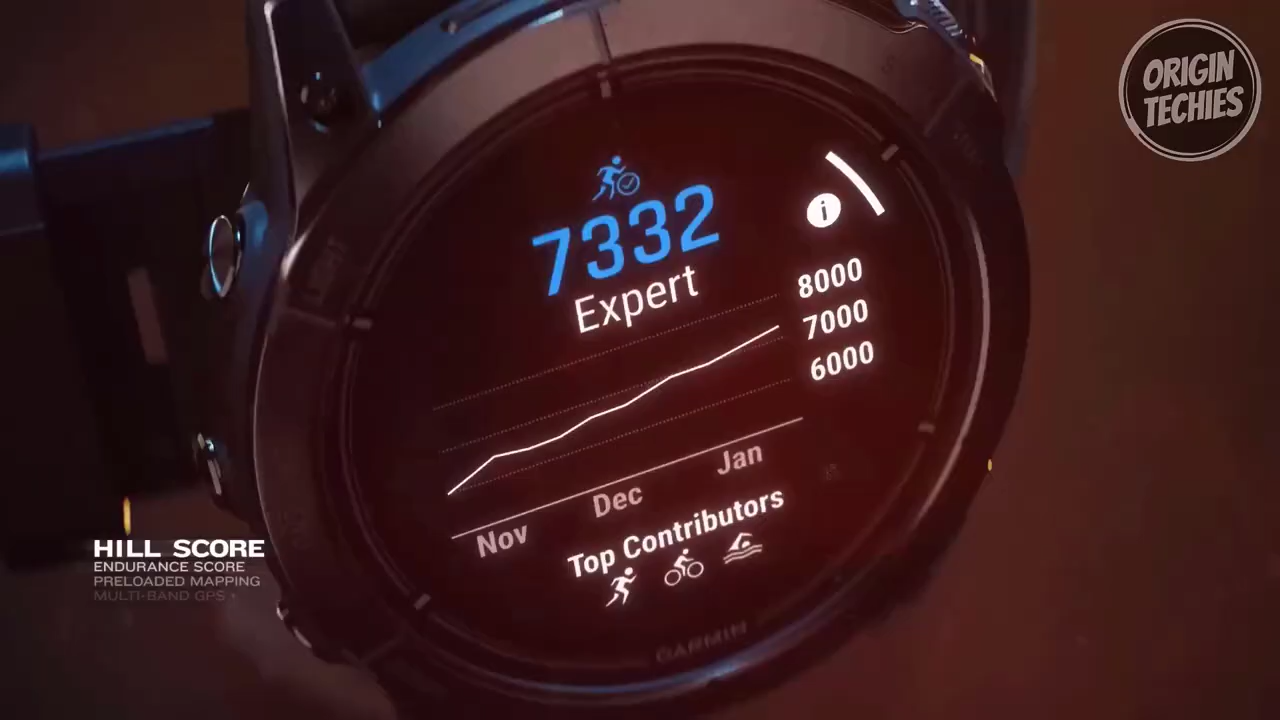 ORIGIN
TECHIES
7332
Expert
i
8000
7000
6000
Nov
Dec
Jan
Top Contributors
GARMIN
HILL SCORE
ENDURANCE SCORE
PRELOADED MAPPING
MULTI-BAND GPS